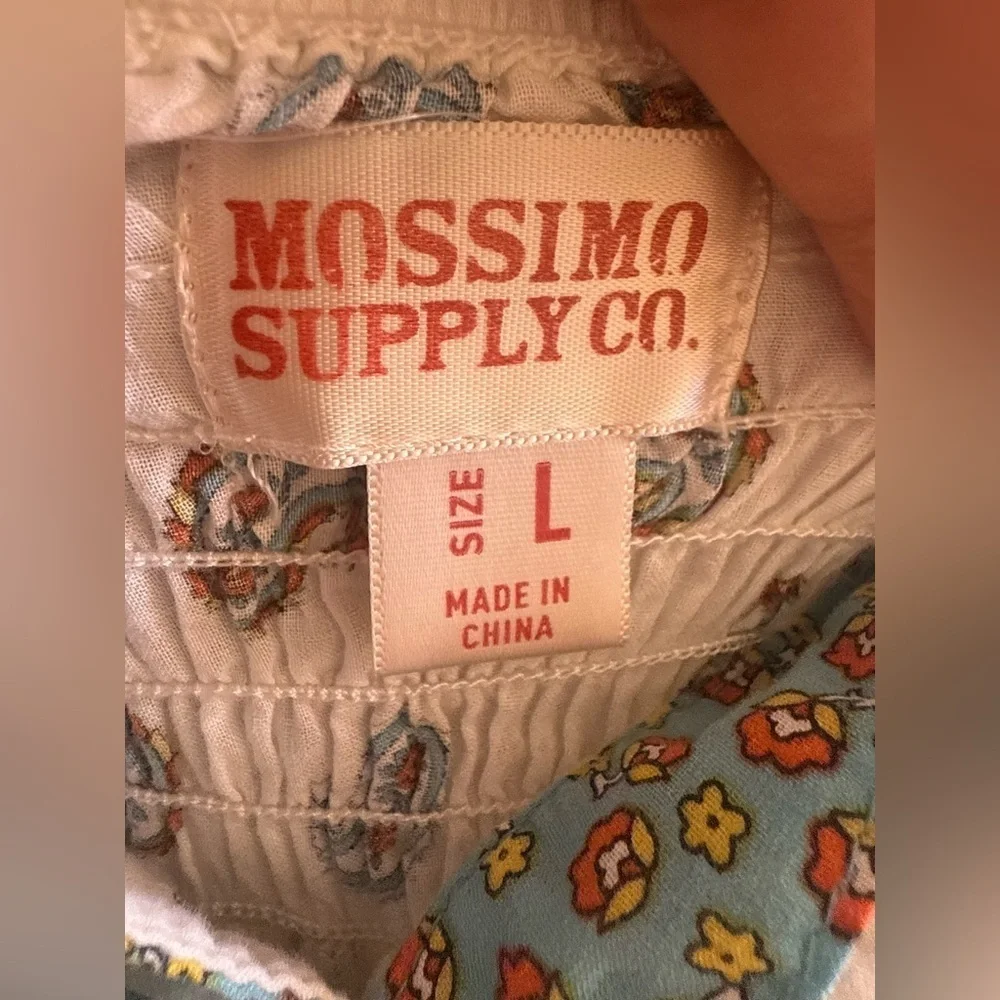 MOSSIMO
SUPPLY CO.
SIZE L
MADE IN
CHINA